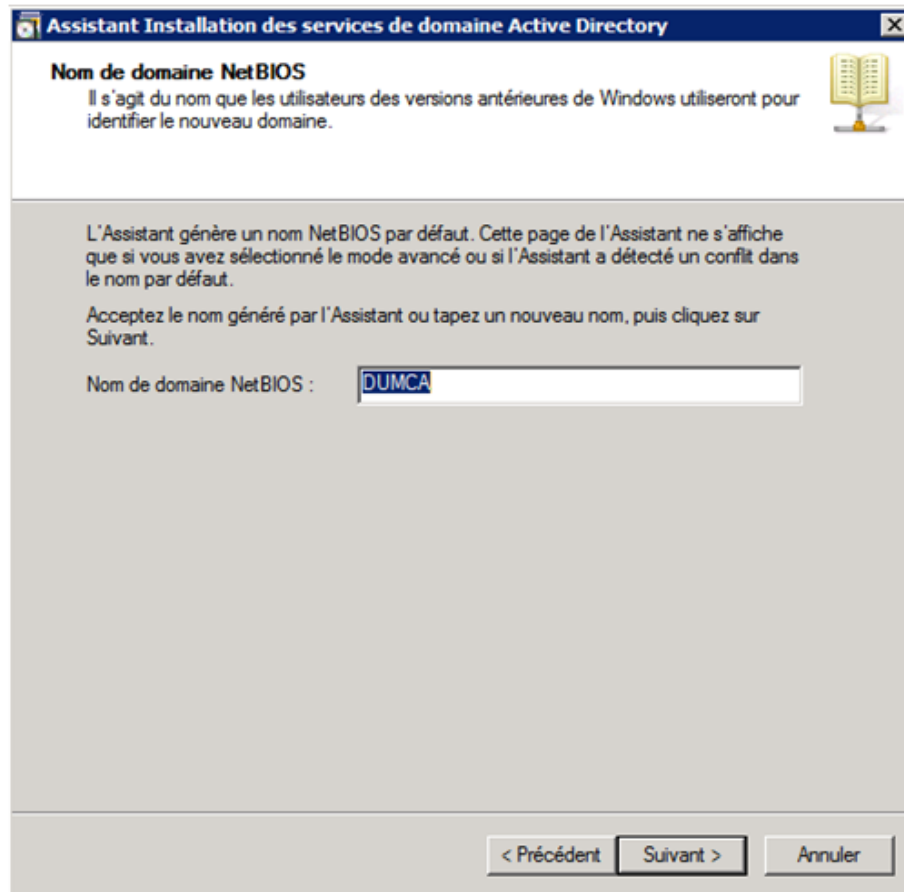 Assistant Installation des services de domaine Active Directory
Nom de domaine NetBIOS
Il s'agit du nom que les utilisateurs des versions antérieures de Windows utiliseront pour
identifier le nouveau domaine.
L'Assistant génère un nom NetBIOS par défaut. Cette page de l'Assistant ne s'affiche
que si vous avez sélectionné le mode avancé ou si l'Assistant a détecté un conflit dans
le nom par défaut.
Acceptez le nom généré par l'Assistant ou tapez un nouveau nom, puis cliquez sur
Suivant.
Nom de domaine NetBIOS : DUMCA
< Précédent Suivant > Annuler